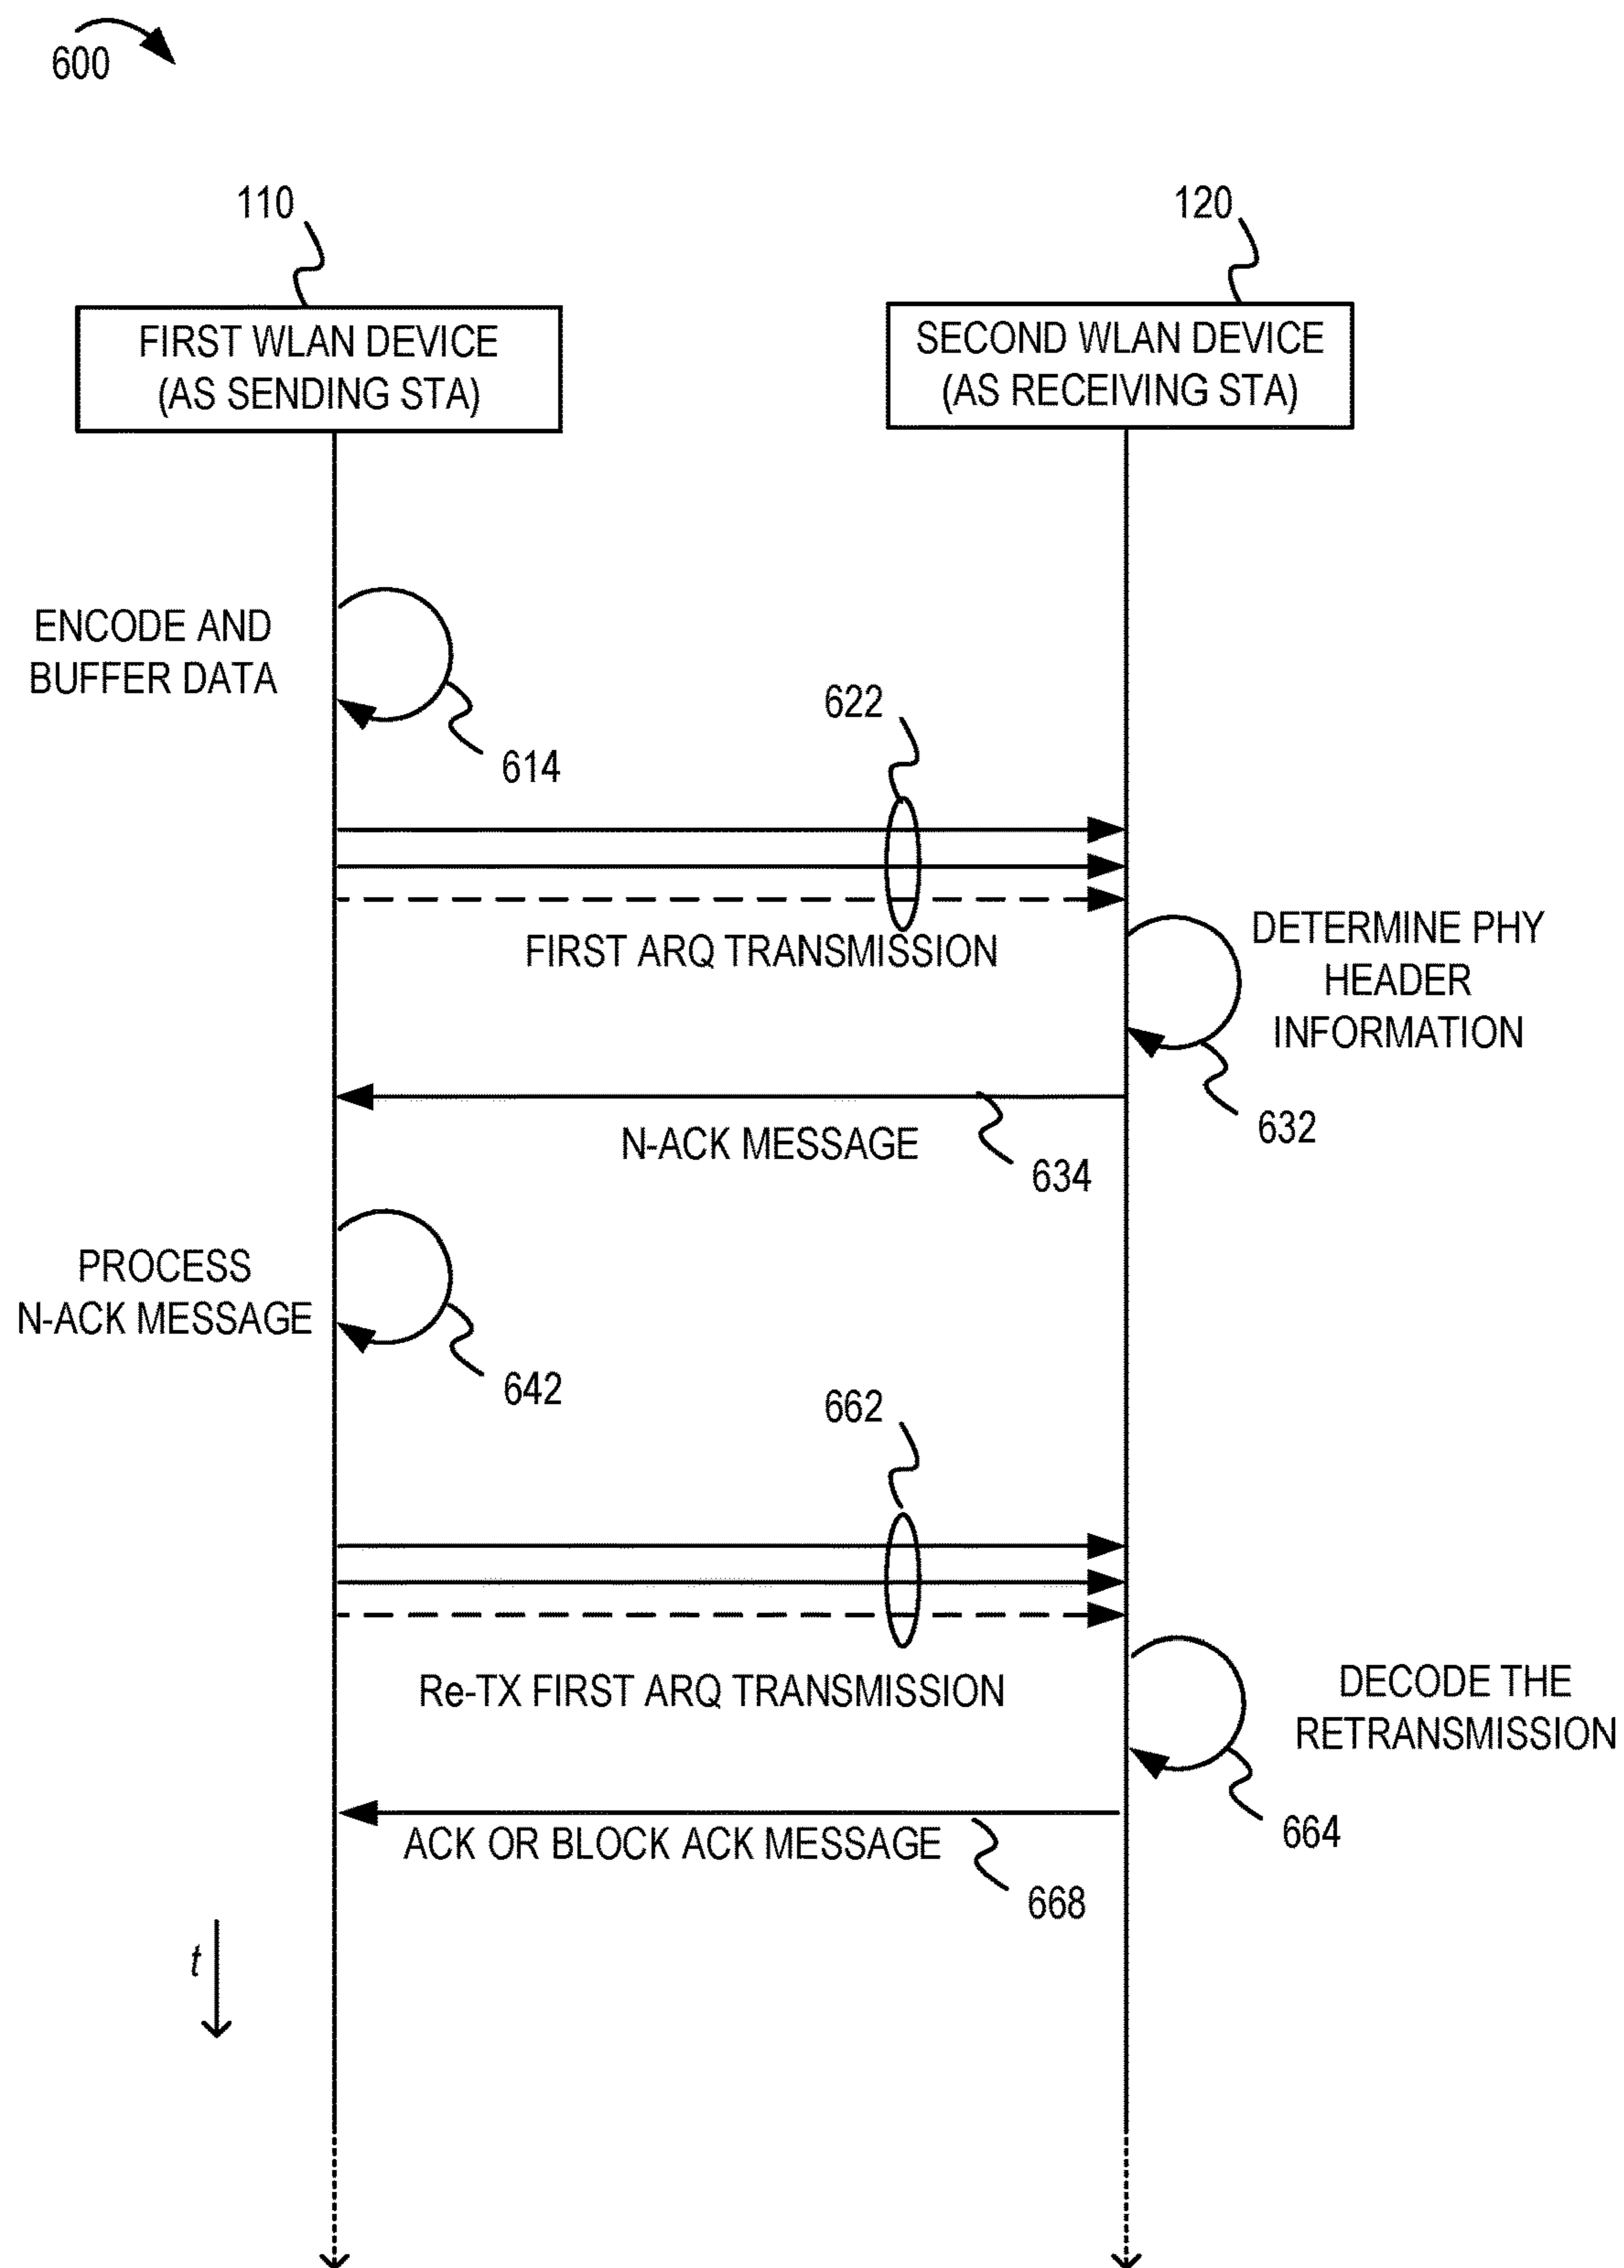 600
110
120
FIRST WLAN DEVICE
(AS SENDING STA)
SECOND WLAN DEVICE
(AS RECEIVING STA)
ENCODE AND
BUFFER DATA
614
622
FIRST ARQ TRANSMISSION
DETERMINE PHY
HEADER
INFORMATION
632
N-ACK MESSAGE
634
PROCESS
N-ACK MESSAGE
642
662
Re-TX FIRST ARQ TRANSMISSION
DECODE THE
RETRANSMISSION
664
ACK OR BLOCK ACK MESSAGE
668
t